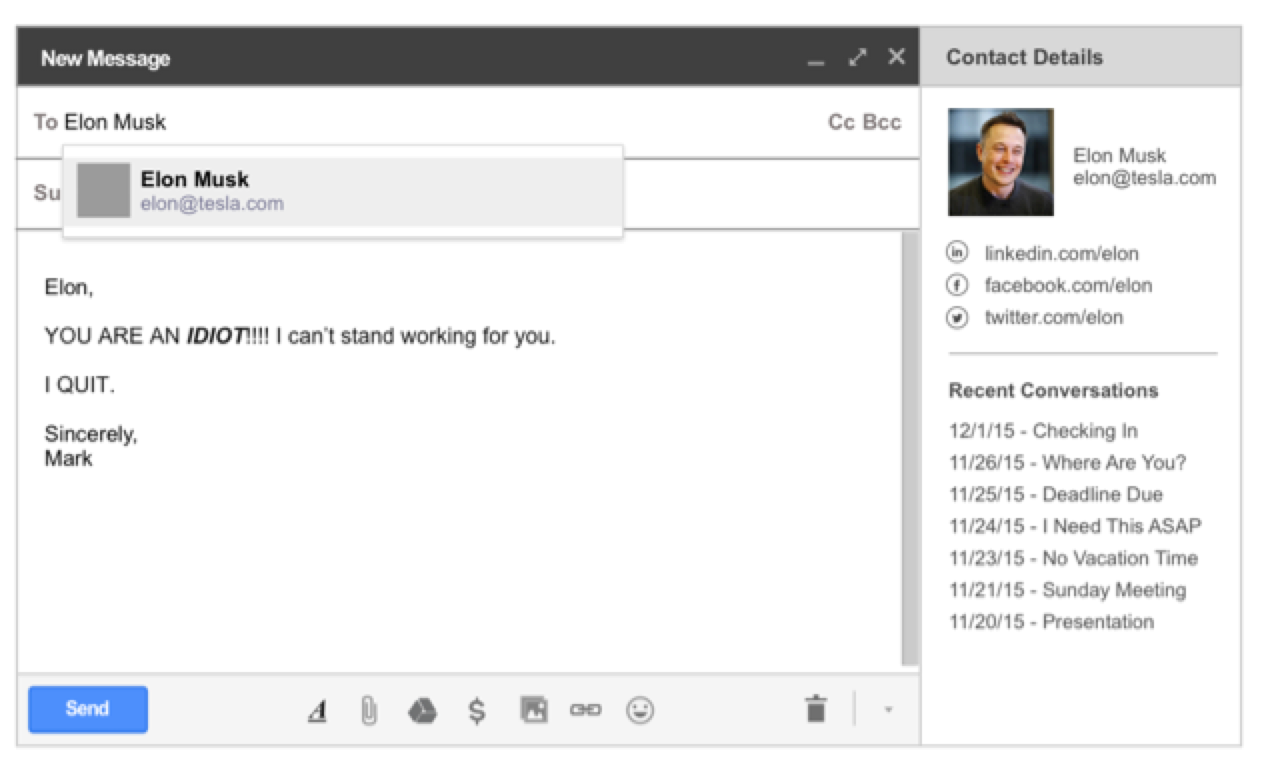 New Message
To Elon Musk
Cc Bcc
Elon Musk
elon@tesla.com
Su
Elon,
YOU ARE AN IDIOT!!!! I can't stand working for you.
I QUIT.
Sincerely,
Mark
Send
A
$
Contact Details
Elon Musk
elon@tesla.com
in linkedin.com/elon
f facebook.com/elon
twitter.com/elon
Recent Conversations
12/1/15 - Checking In
11/26/15 - Where Are You?
11/25/15 - Deadline Due
11/24/15 - I Need This ASAP
11/23/15 - No Vacation Time
11/21/15 - Sunday Meeting
11/20/15 - Presentation